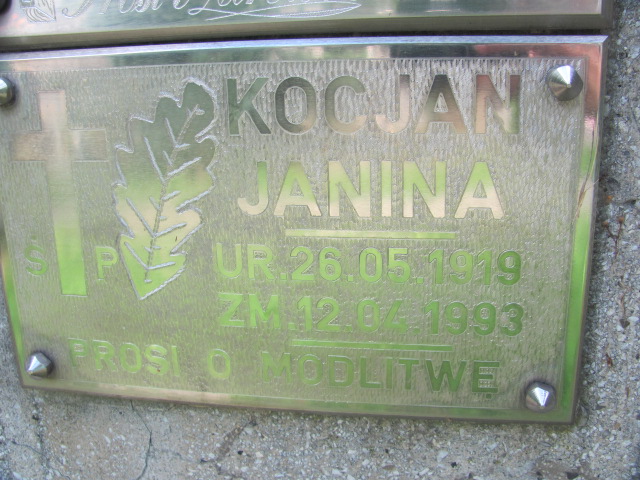 KOCJAN
JANINA
Ś P
UR.26.05.1919
ZM.12.04 1993
PROSI O MODLITWĘ